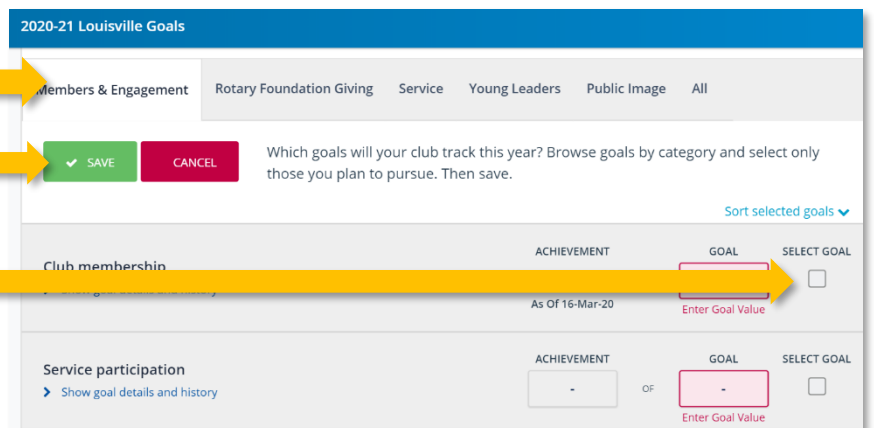 2020-21 Louisville Goals
Members & Engagement Rotary Foundation Giving Service Young Leaders Public Image All
✔ SAVE CANCEL Which goals will your club track this year? Browse goals by category and select only
those you plan to pursue. Then save.
Sort selected goals
Club membership ACHIEVEMENT GOAL SELECT GOAL
As Of 16-Mar-20 Enter Goal Value
Service participation ACHIEVEMENT GOAL SELECT GOAL
Show goal details and history - OF -
Enter Goal Value